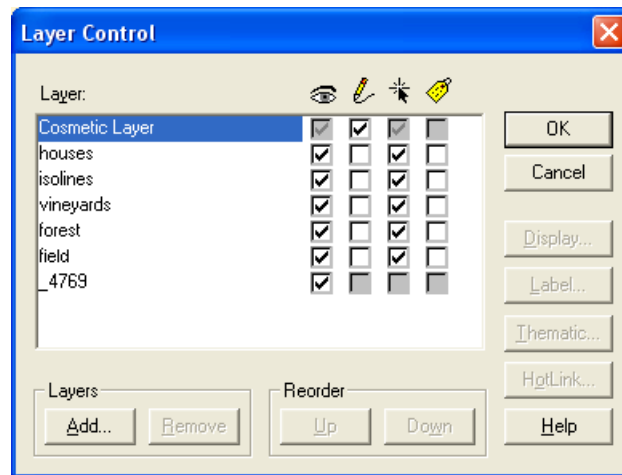 Layer Control
Layer:
Cosmetic Layer
houses
isolines
vineyards
forest
field
_4769
OK
Cancel
Display...
Label...
Thematic...
HotLink...
Help
Layers
Add...
Remove
Reorder
Up
Down